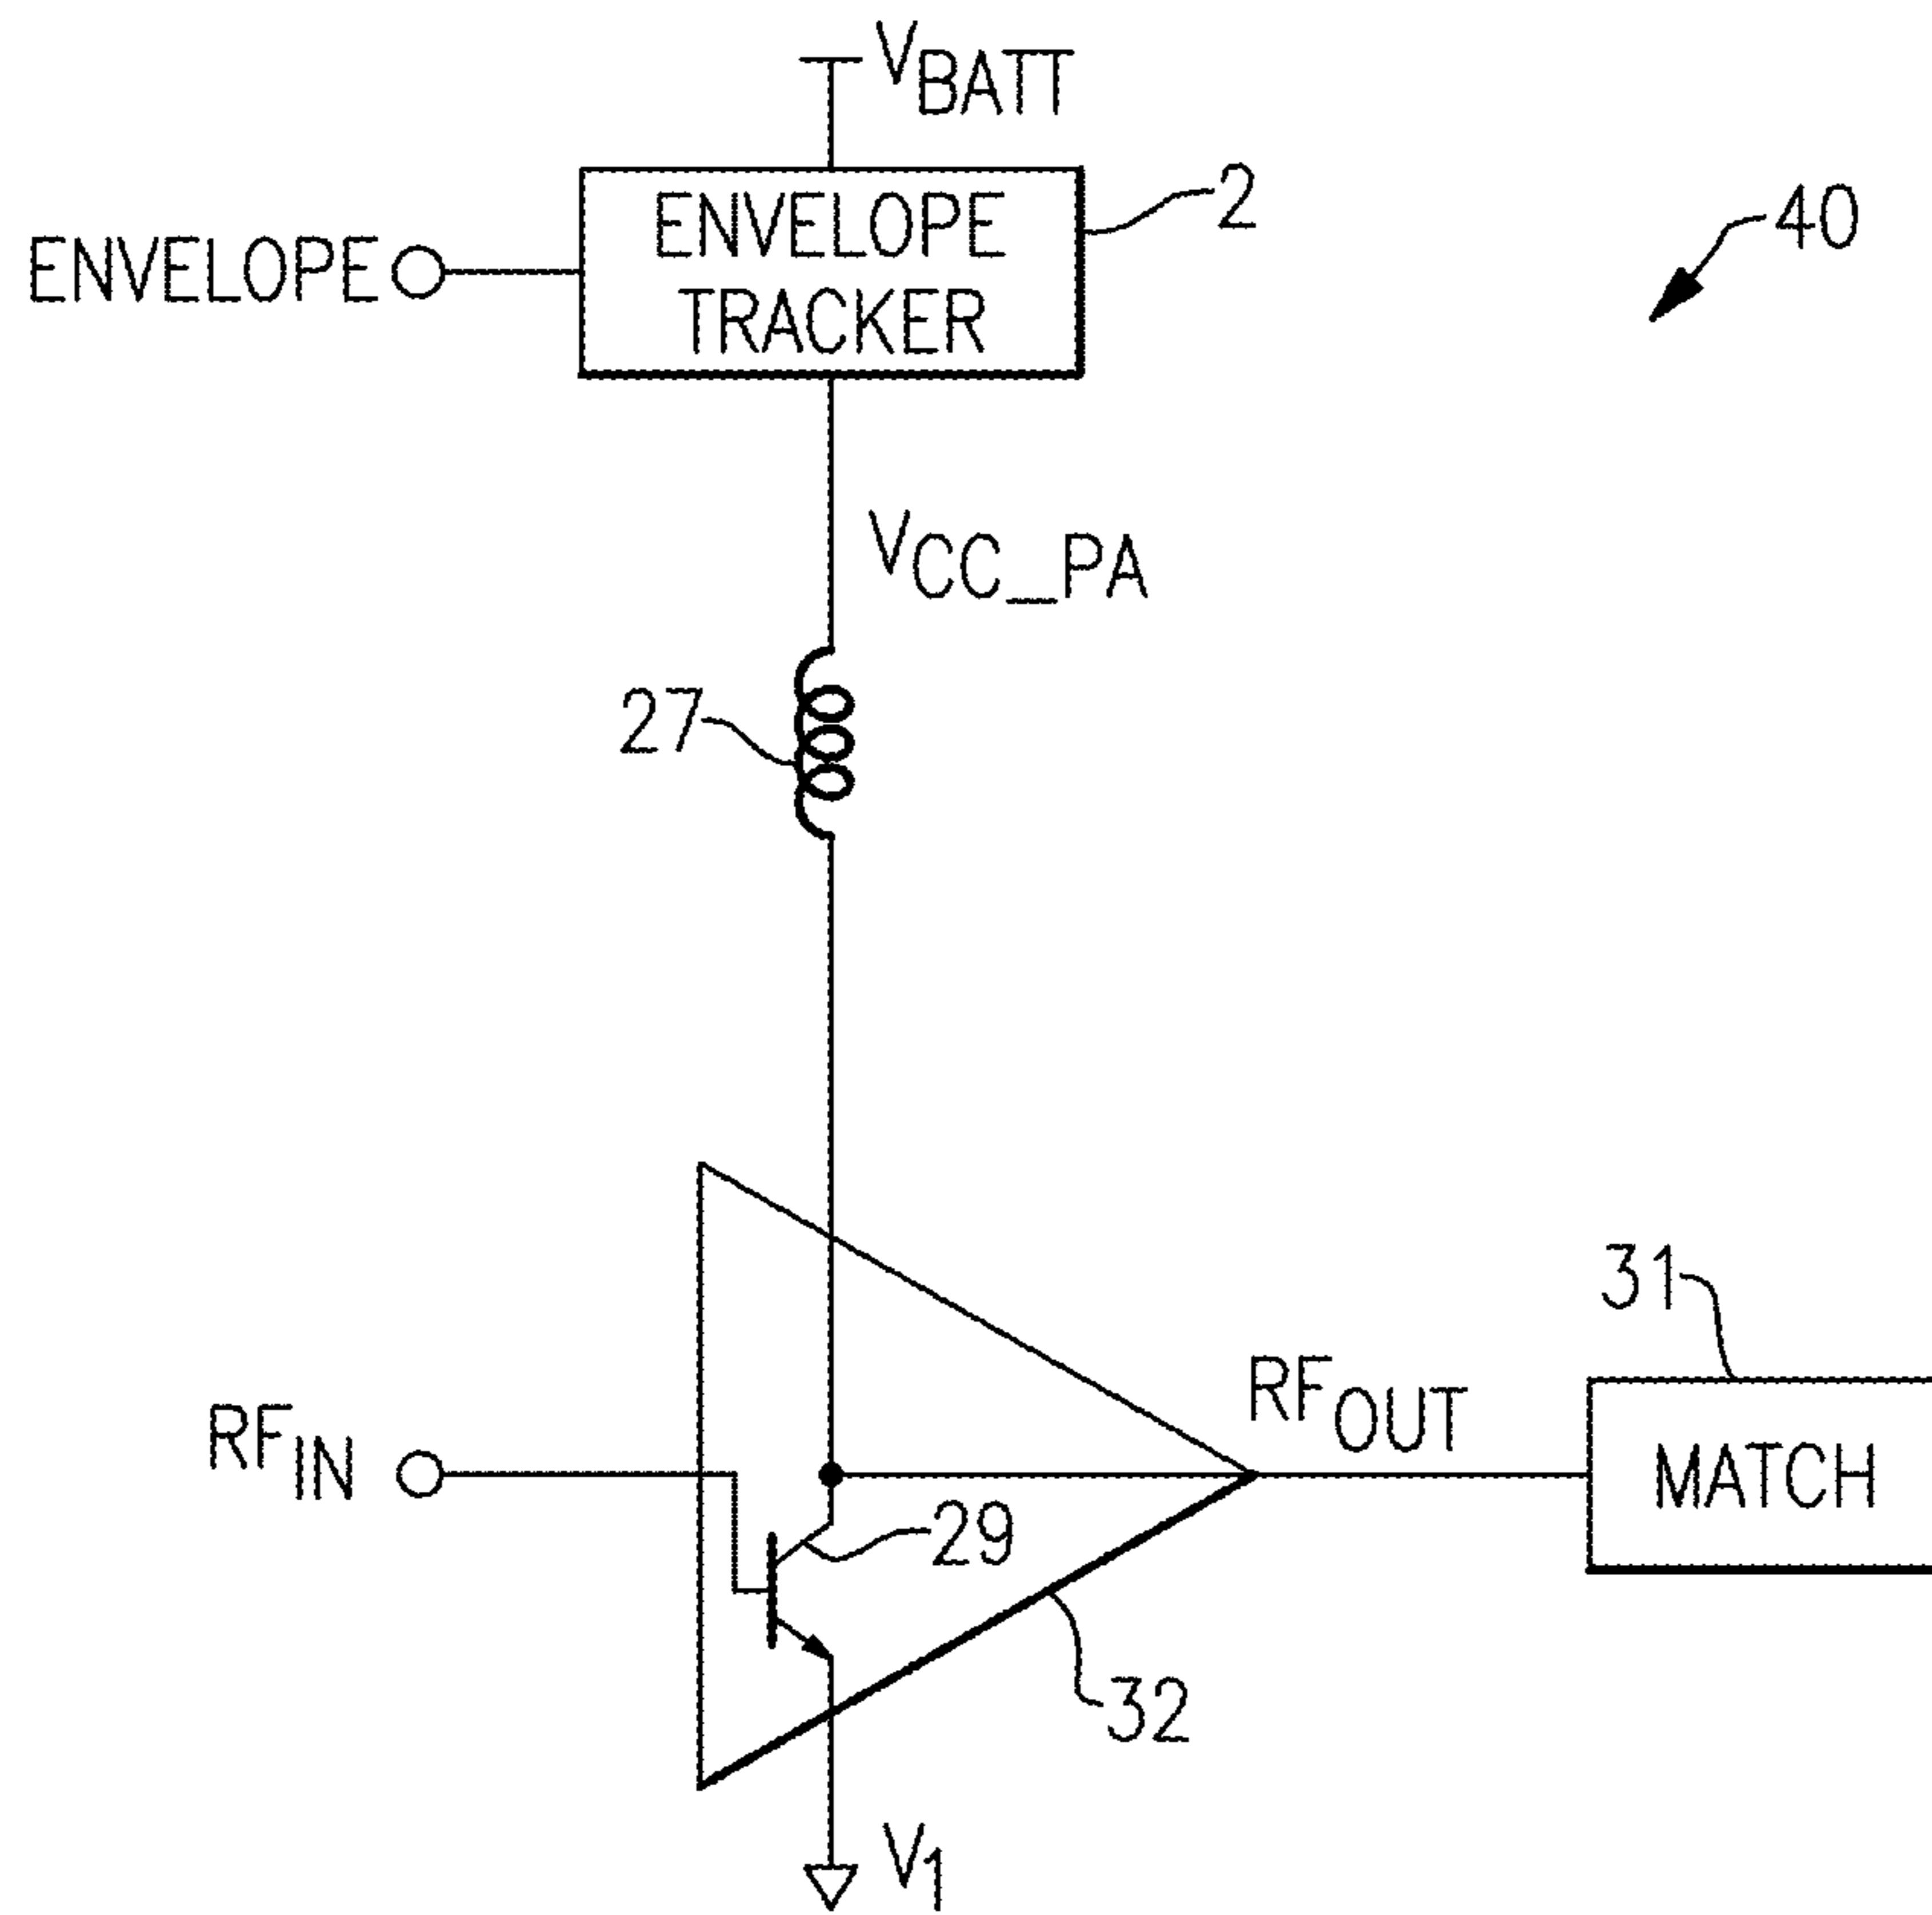 VBATT
ENVELOPE
TRACKER
2
ENVELOPE
40
VCC_PA
27
31
RFOUT
RFIN
MATCH
29
32
V1